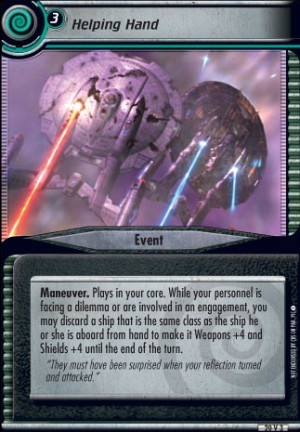 3
Helping Hand
Event
Maneuver. Plays in your core. While your personnel is
facing a dilemma or are involved in an engagement, you
may discard a ship that is the same class as the ship he
or she is aboard from hand to make it Weapons +4 and
Shields +4 until the end of the turn.
"They must have been surprised when your reflection turned
and attacked."
20 V 3